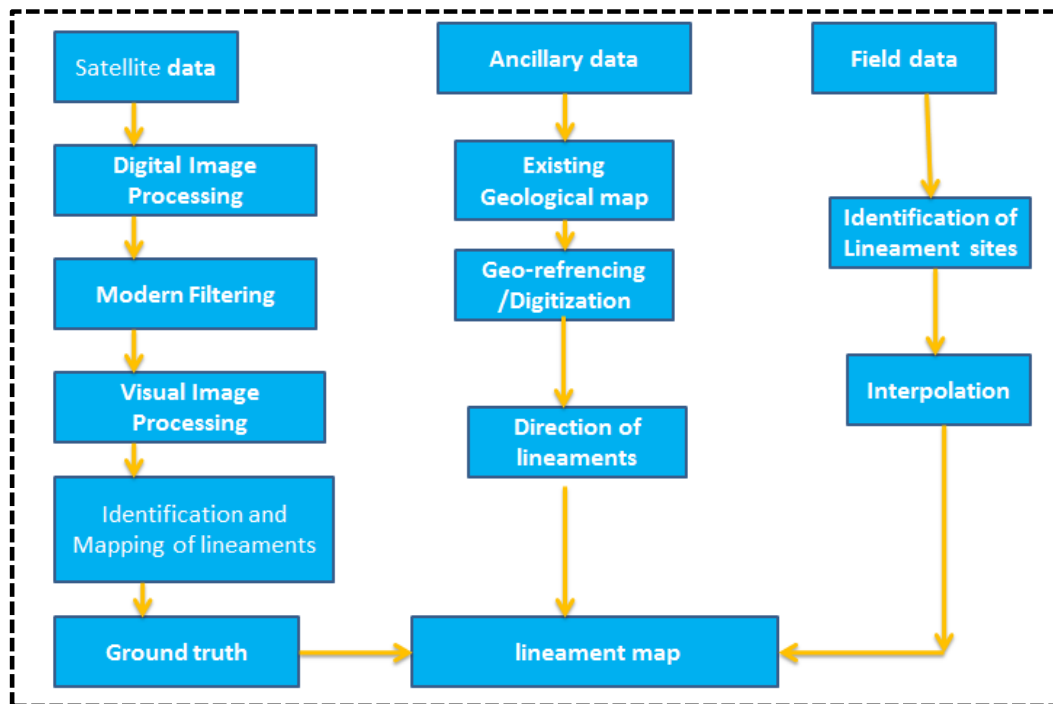 Satellite data
Digital Image
Processing
Modern Filtering
Visual Image
Processing
Identification and
Mapping of lineaments
Ground truth
Ancillary data
Existing
Geological map
Geo-refrencing
/Digitization
Direction of
lineaments
lineament map
Field data
Identification of
Lineament sites
Interpolation